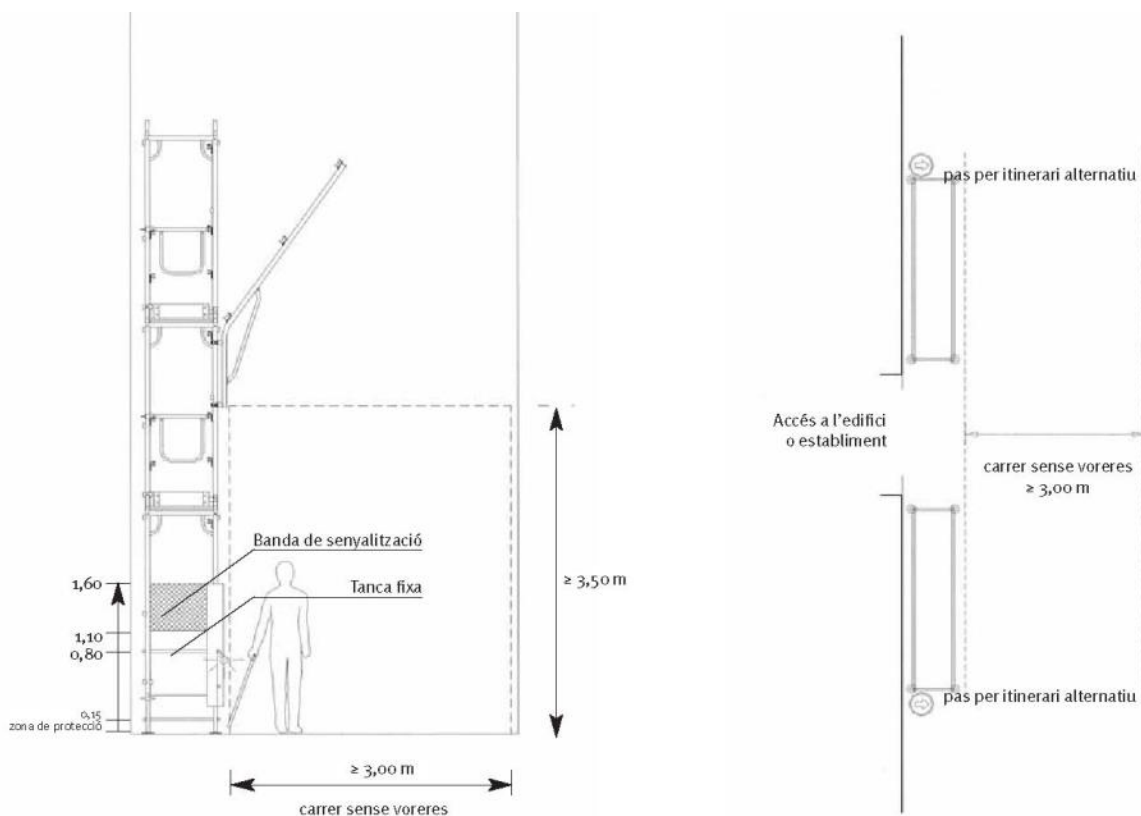 Banda de senyalització
Tanca fixa
1,60
1,10
0,80
0,15
zona de protecció
≥ 3,50 m
≥ 3,00 m
carrer sense voreres
pas per itinerari alternatiu
Accés a l'edifici
o establiment
carrer sense voreres
≥ 3,00 m
pas per itinerari alternatiu